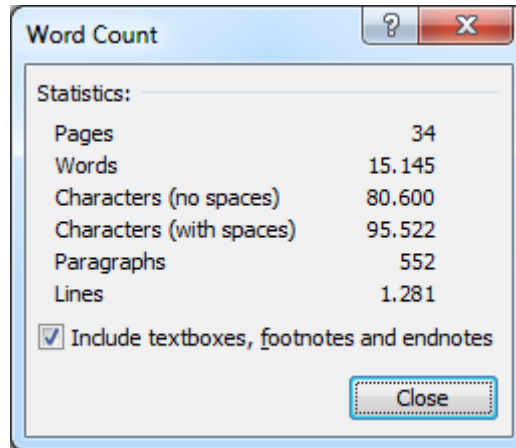 Word Count
Statistics:
Pages 34
Words 15.145
Characters (no spaces) 80.600
Characters (with spaces) 95.522
Paragraphs 552
Lines 1.281
Include textboxes, footnotes and endnotes
Close